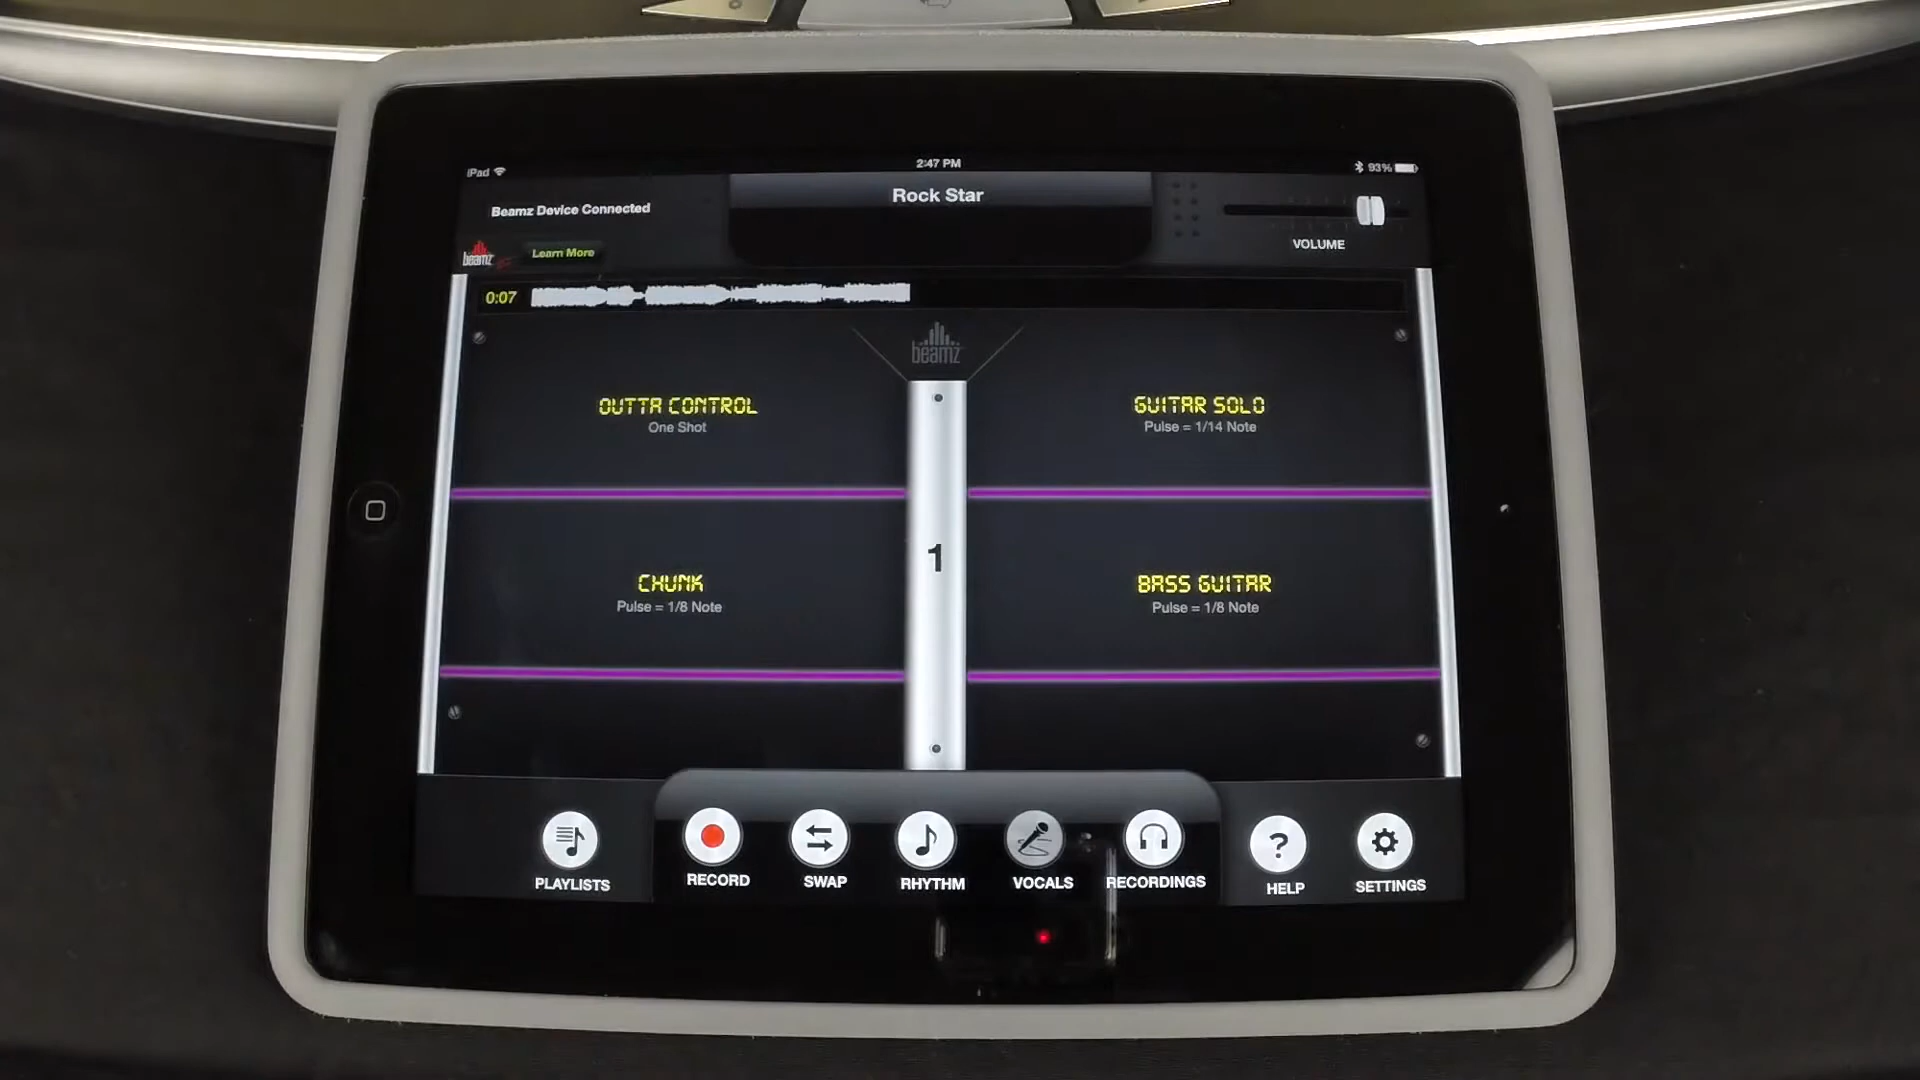 iPad
2:47 PM
93%
Beamz Device Connected
Rock Star
VOLUME
beamz
Learn More
0:07
beamz
OUTTA CONTROL
One Shot
GUITAR SOLO
Pulse = 1/14 Note
1
CHUNK
Pulse = 1/8 Note
BASS GUITAR
Pulse = 1/8 Note
PLAYLISTS
RECORD
SWAP
RHYTHM
VOCALS
RECORDINGS
HELP
SETTINGS